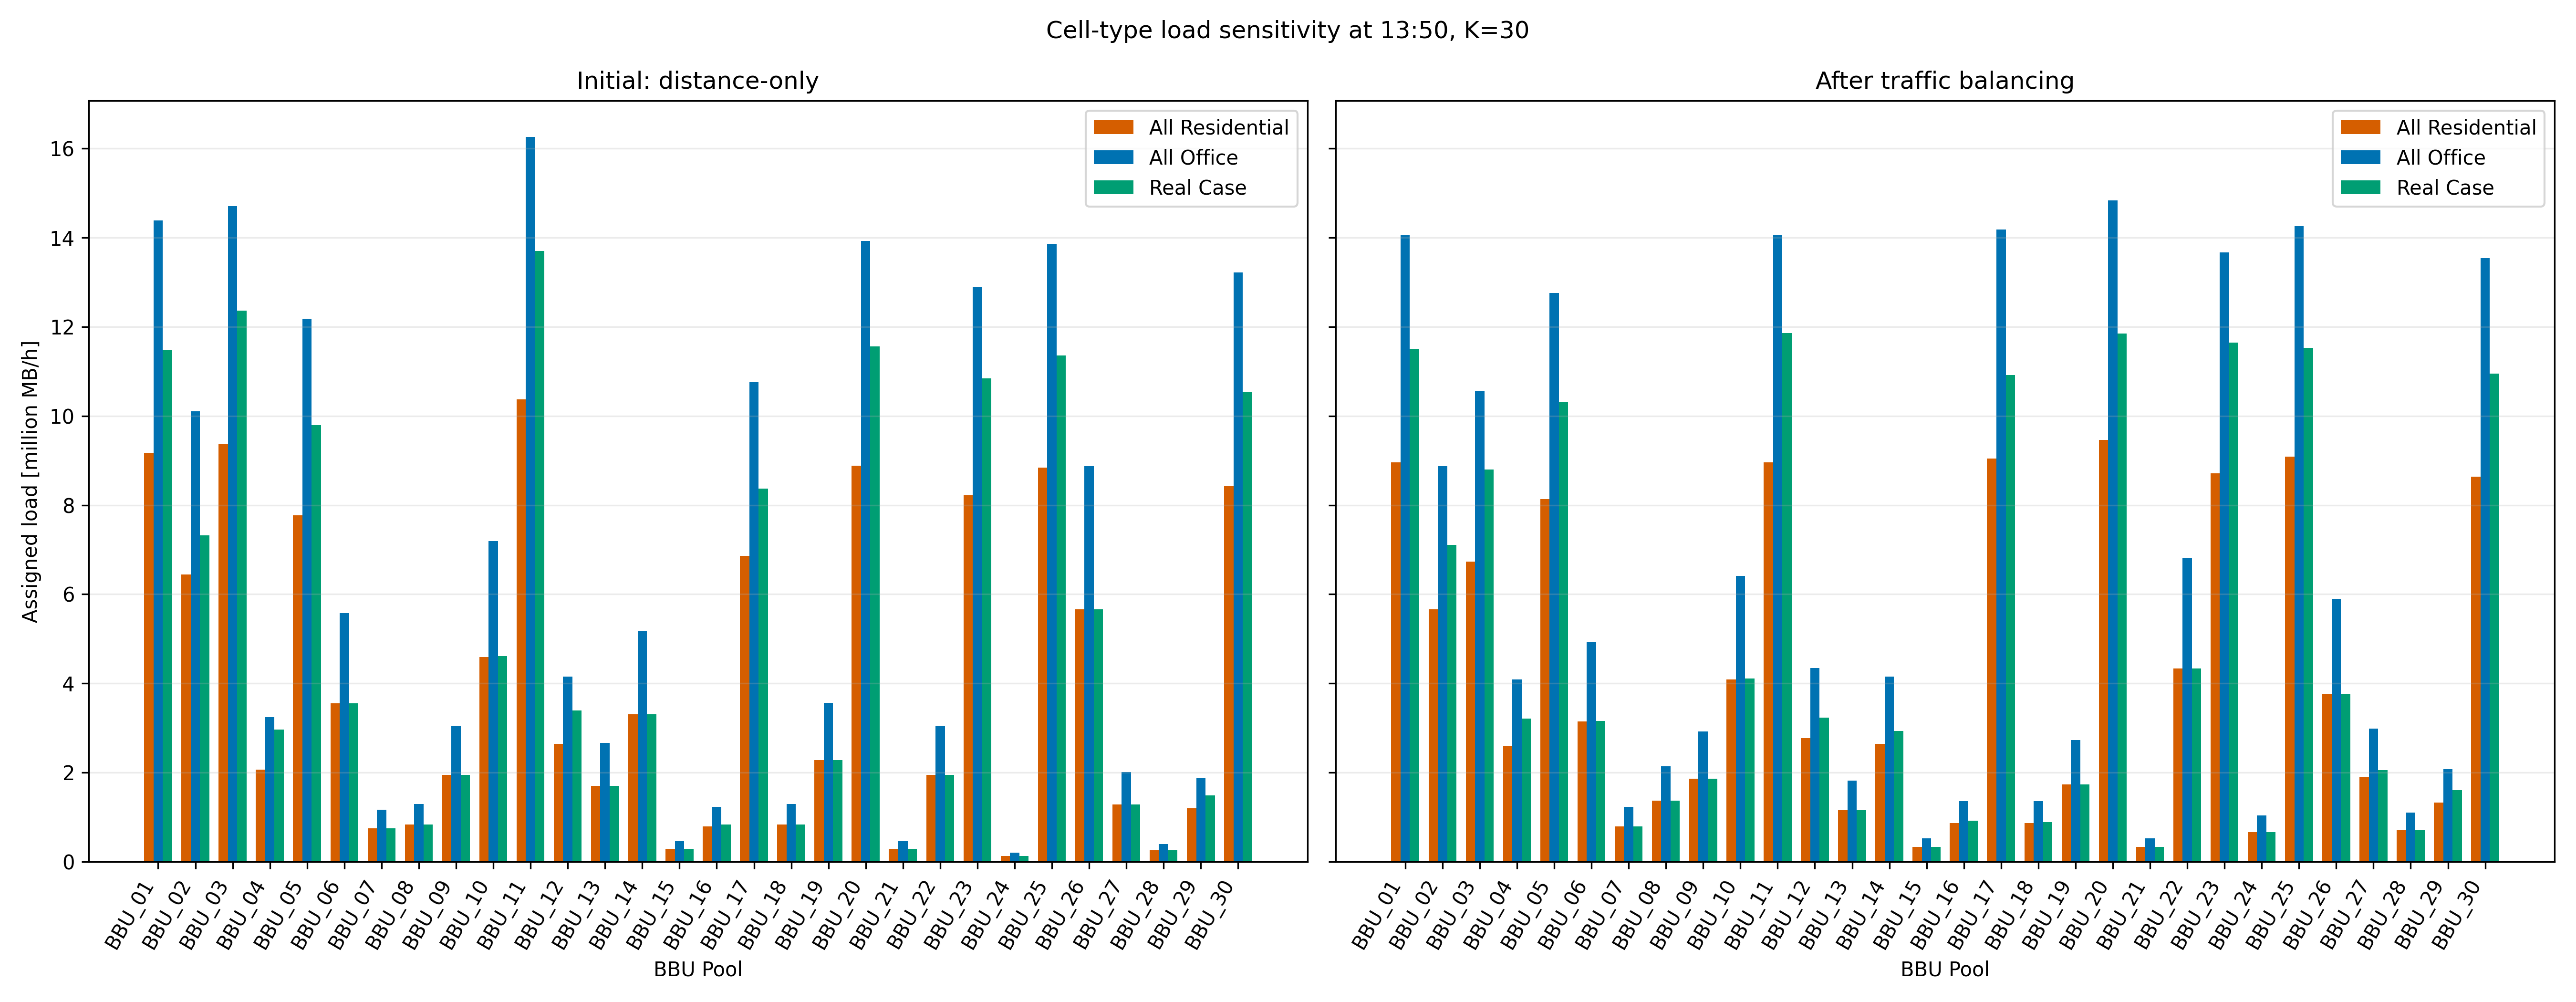 Cell-type load sensitivity at 13:50, K=30
Initial: distance-only
All Residential
All Office
Real Case
Assigned load [million MB/h]
16
14
12
10
8
6
4
2
0
BBU_01
BBU_02
BBU_03
BBU_04
BBU_05
BBU_06
BBU_07
BBU_08
BBU_09
BBU_10
BBU_11
BBU_12
BBU_13
BBU_14
BBU_15
BBU_16
BBU_17
BBU_18
BBU_19
BBU_20
BBU_21
BBU_22
BBU_23
BBU_24
BBU_25
BBU_26
BBU_27
BBU_28
BBU_29
BBU_30
BBU Pool
After traffic balancing
All Residential
All Office
Real Case
BBU_01
BBU_02
BBU_03
BBU_04
BBU_05
BBU_06
BBU_07
BBU_08
BBU_09
BBU_10
BBU_11
BBU_12
BBU_13
BBU_14
BBU_15
BBU_16
BBU_17
BBU_18
BBU_19
BBU_20
BBU_21
BBU_22
BBU_23
BBU_24
BBU_25
BBU_26
BBU_27
BBU_28
BBU_29
BBU_30
BBU Pool